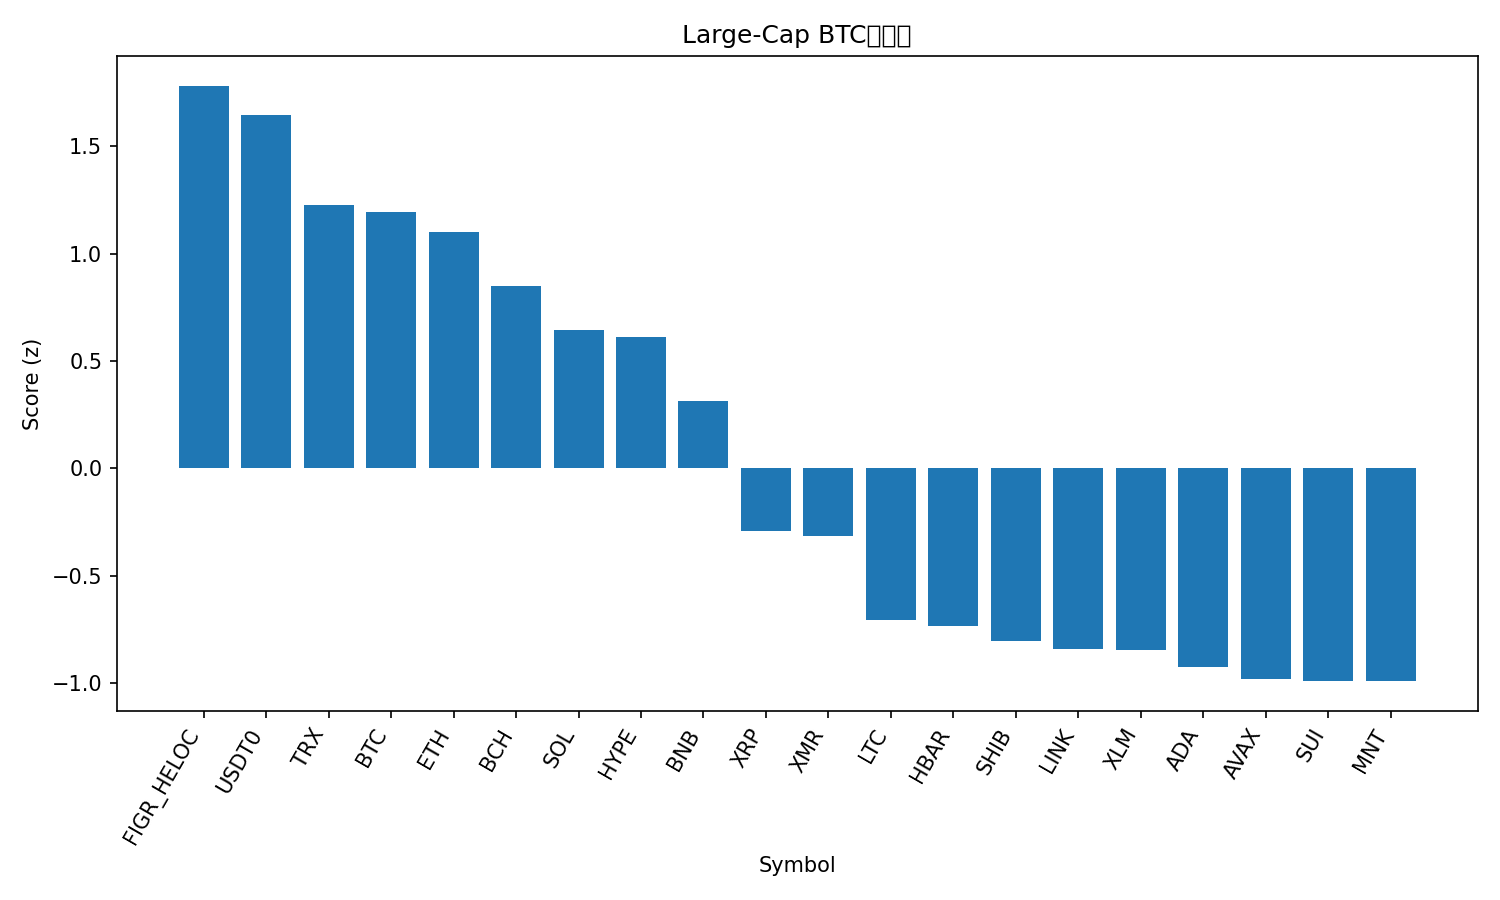 Large-Cap BTC
1.5
1.0
0.5
0.0
−0.5
−1.0
Score (z)
FIGR_HELOC
USDT0
TRX
BTC
ETH
BCH
SOL
HYPE
BNB
XRP
XMR
LTC
HBAR
SHIB
LINK
XLM
ADA
AVAX
SUI
MNT
Symbol